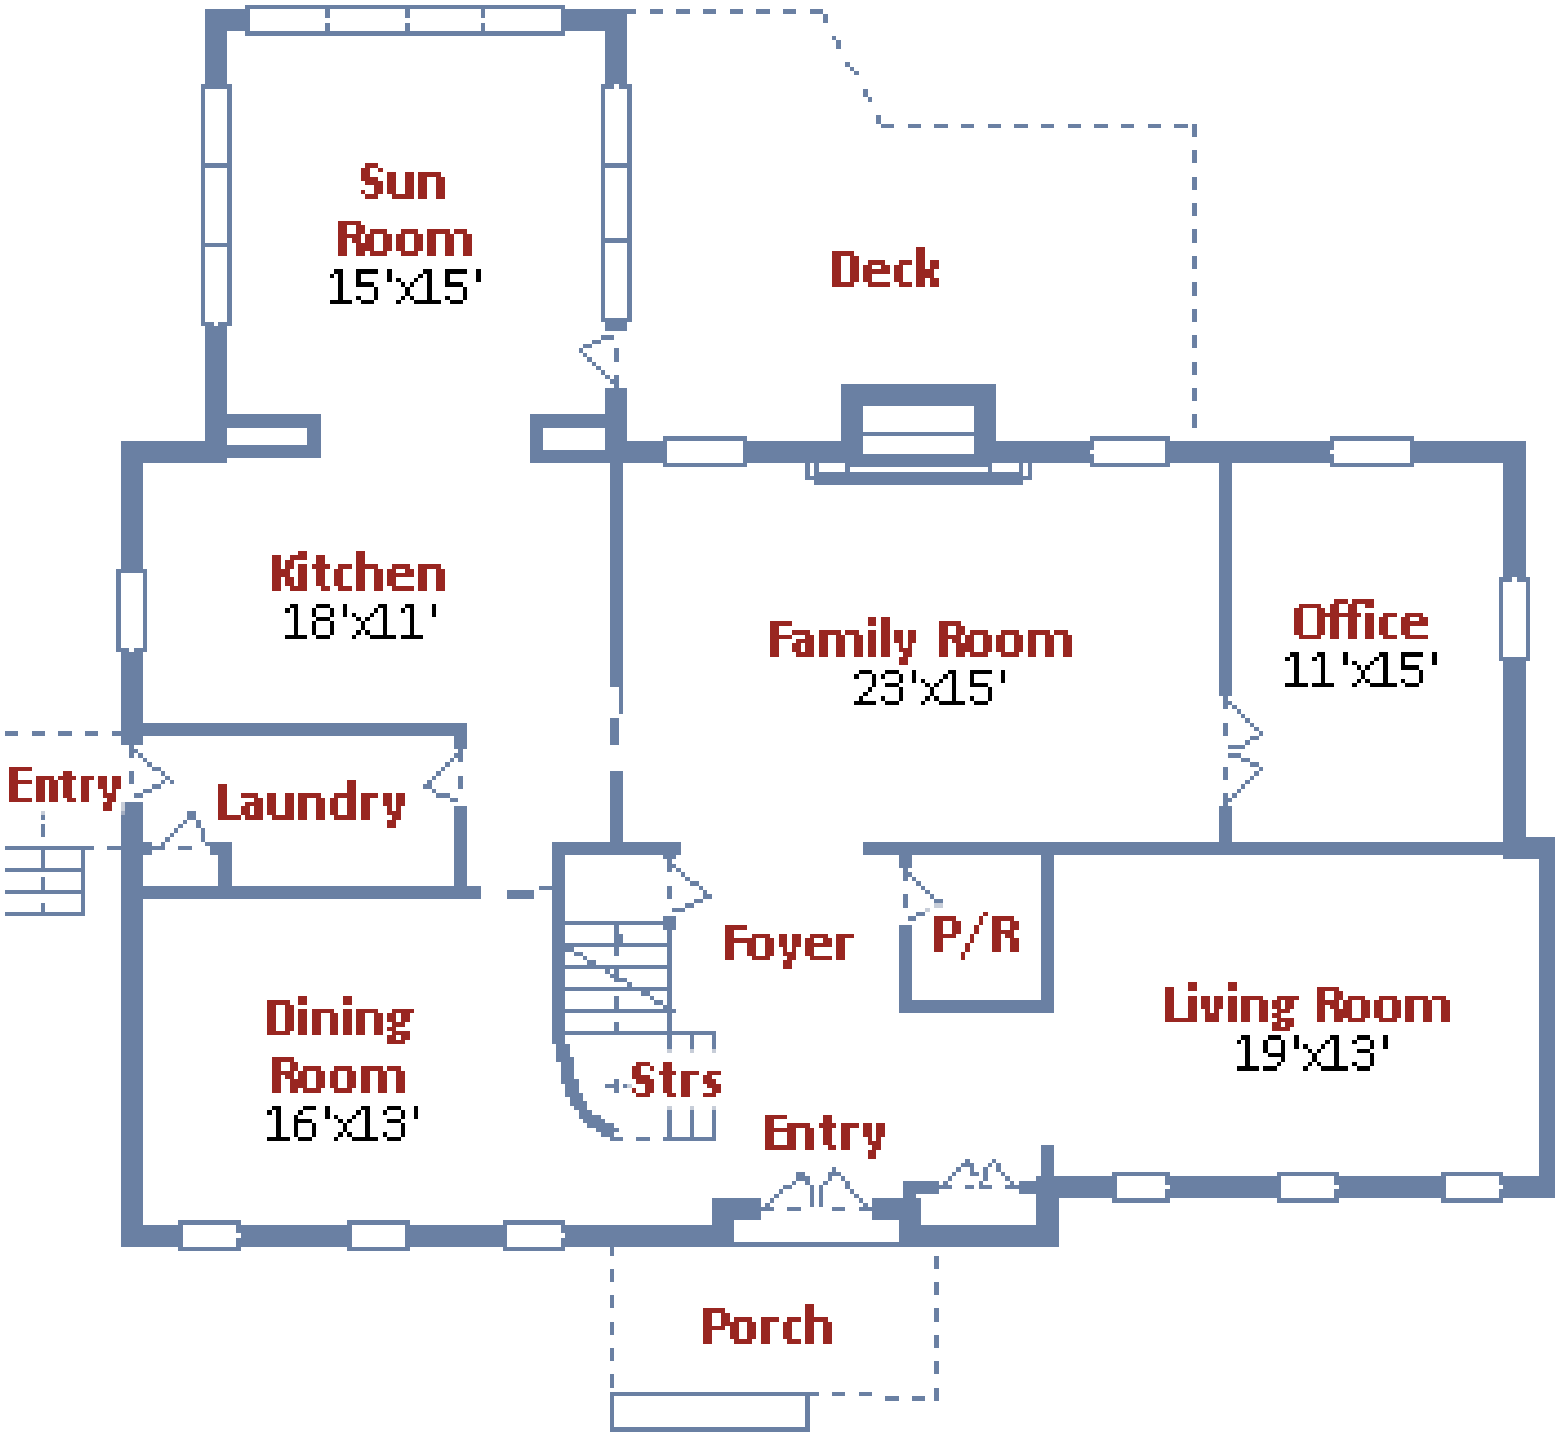 Sun
Room
15'x15'
Deck
Kitchen
18'x11'
Family Room
23'x15'
Office
11'x15'
Entry
Laundry
Foyer
P/R
Living Room
19'x13'
Dining
Room
16'x13'
Strs
Entry
Porch